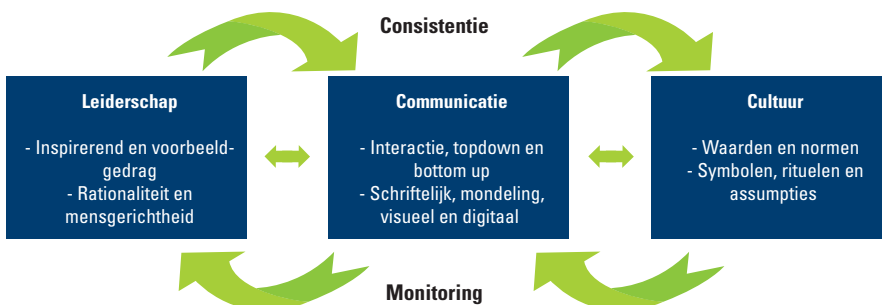 Consistentie
Leiderschap
- Inspirerend en voorbeeld-
gedrag
- Rationaliteit en
mensgerichtheid
Communicatie
- Interactie, topdown en
bottom up
- Schriftelijk, mondeling,
visueel en digitaal
Cultuur
- Waarden en normen
- Symbolen, rituelen en
assumpties
Monitoring